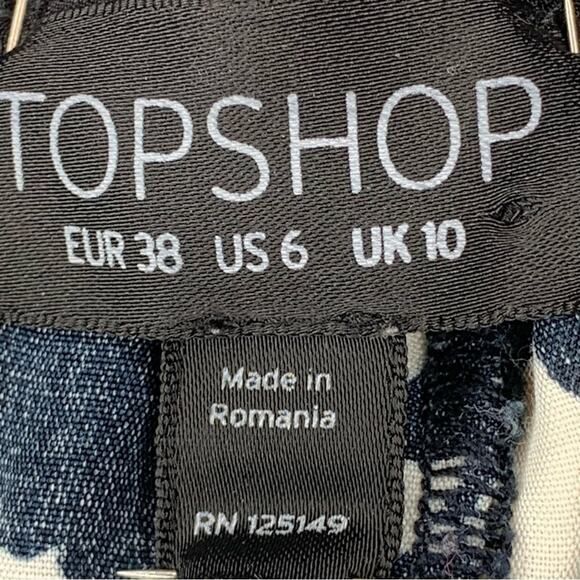 TOPSHOP
EUR 38 US 6 UK 10
Made in
Romania
RN 125149